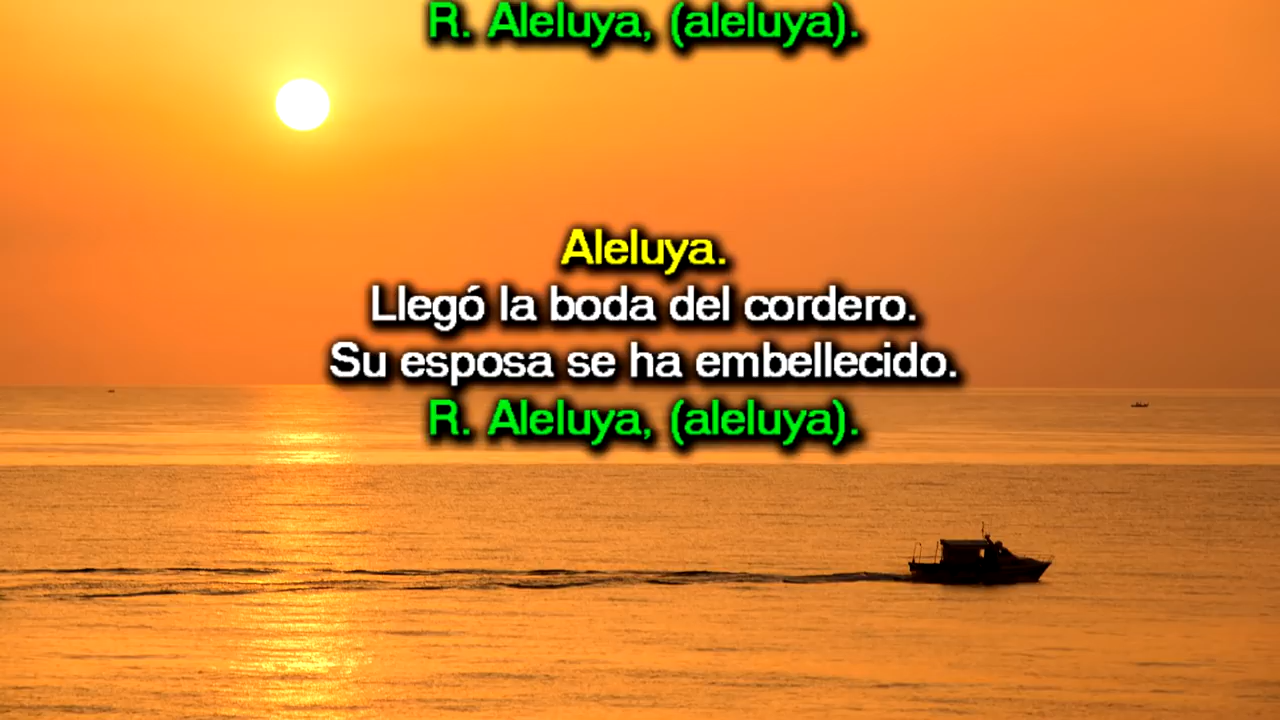 R. Aleluya, (aleluya).
Aleluya.
Llegó la boda del cordero.
Su esposa se ha embellecido.
R. Aleluya, (aleluya).